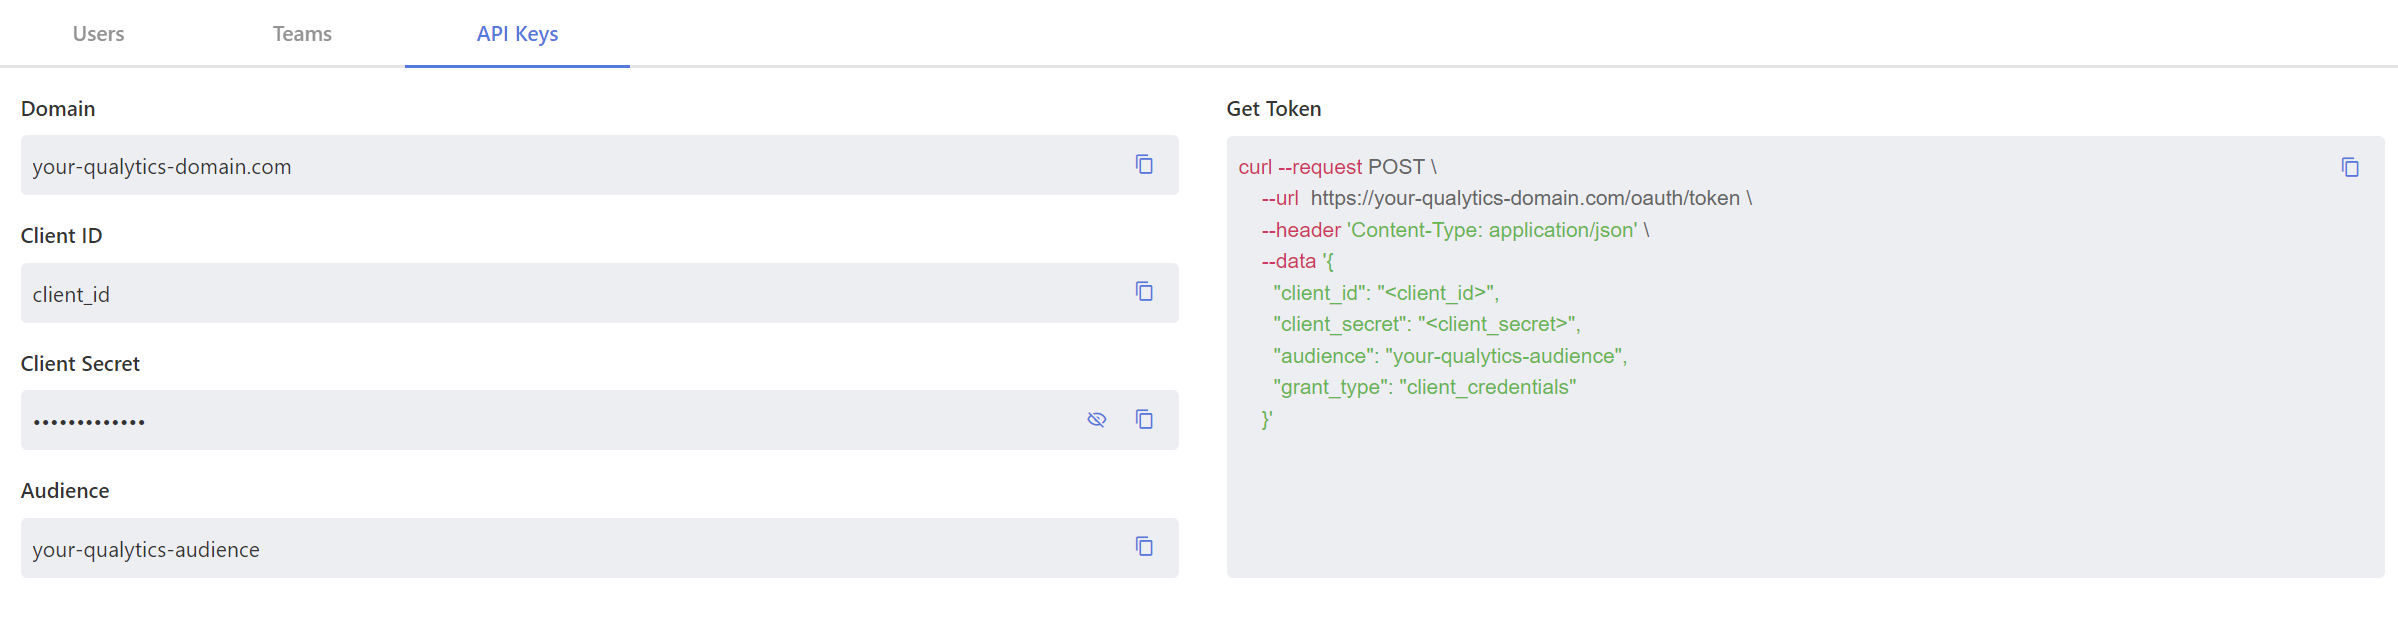 Users
Teams
API Keys
Domain
your-qualytics-domain.com
Client ID
client_id
Client Secret
•••••••••••••
Audience
your-qualytics-audience
Get Token
curl --request POST \
--url  https://your-qualytics-domain.com/oauth/token \
--header 'Content-Type: application/json' \
--data '{
"client_id": "<client_id>",
"client_secret": "<client_secret>",
"audience": "your-qualytics-audience",
"grant_type": "client_credentials"
}'